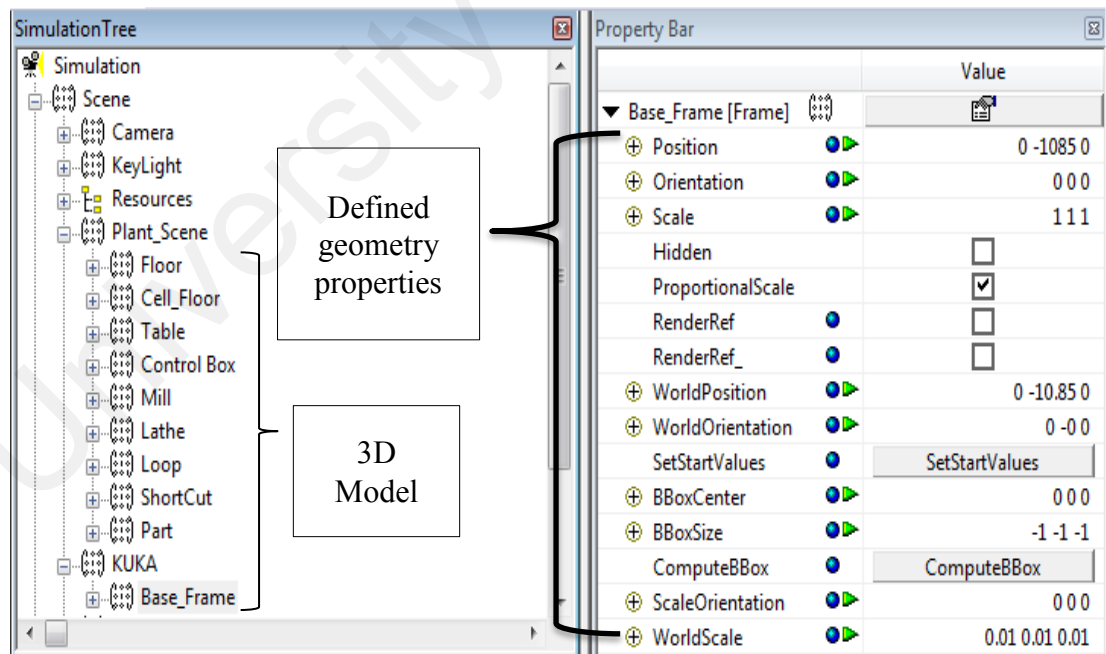 SimulationTree
Simulation
Scene
Camera
KeyLight
Resources
Plant_Scene
Floor
Cell_Floor
Table
Control Box
Mill
Lathe
Loop
ShortCut
Part
KUKA
Base_Frame
Defined
geometry
properties
3D
Model
Property Bar
Value
Base_Frame [Frame]
Position 0 -1085 0
Orientation 0 0 0
Scale 1 1 1
Hidden
ProportionalScale
RenderRef
RenderRef_
WorldPosition 0 -10.85 0
WorldOrientation 0 -0 0
SetStartValues SetStartValues
BBoxCenter 0 0 0
BBoxSize -1 -1 -1
ComputeBBox ComputeBBox
ScaleOrientation 0 0 0
WorldScale 0.01 0.01 0.01
University